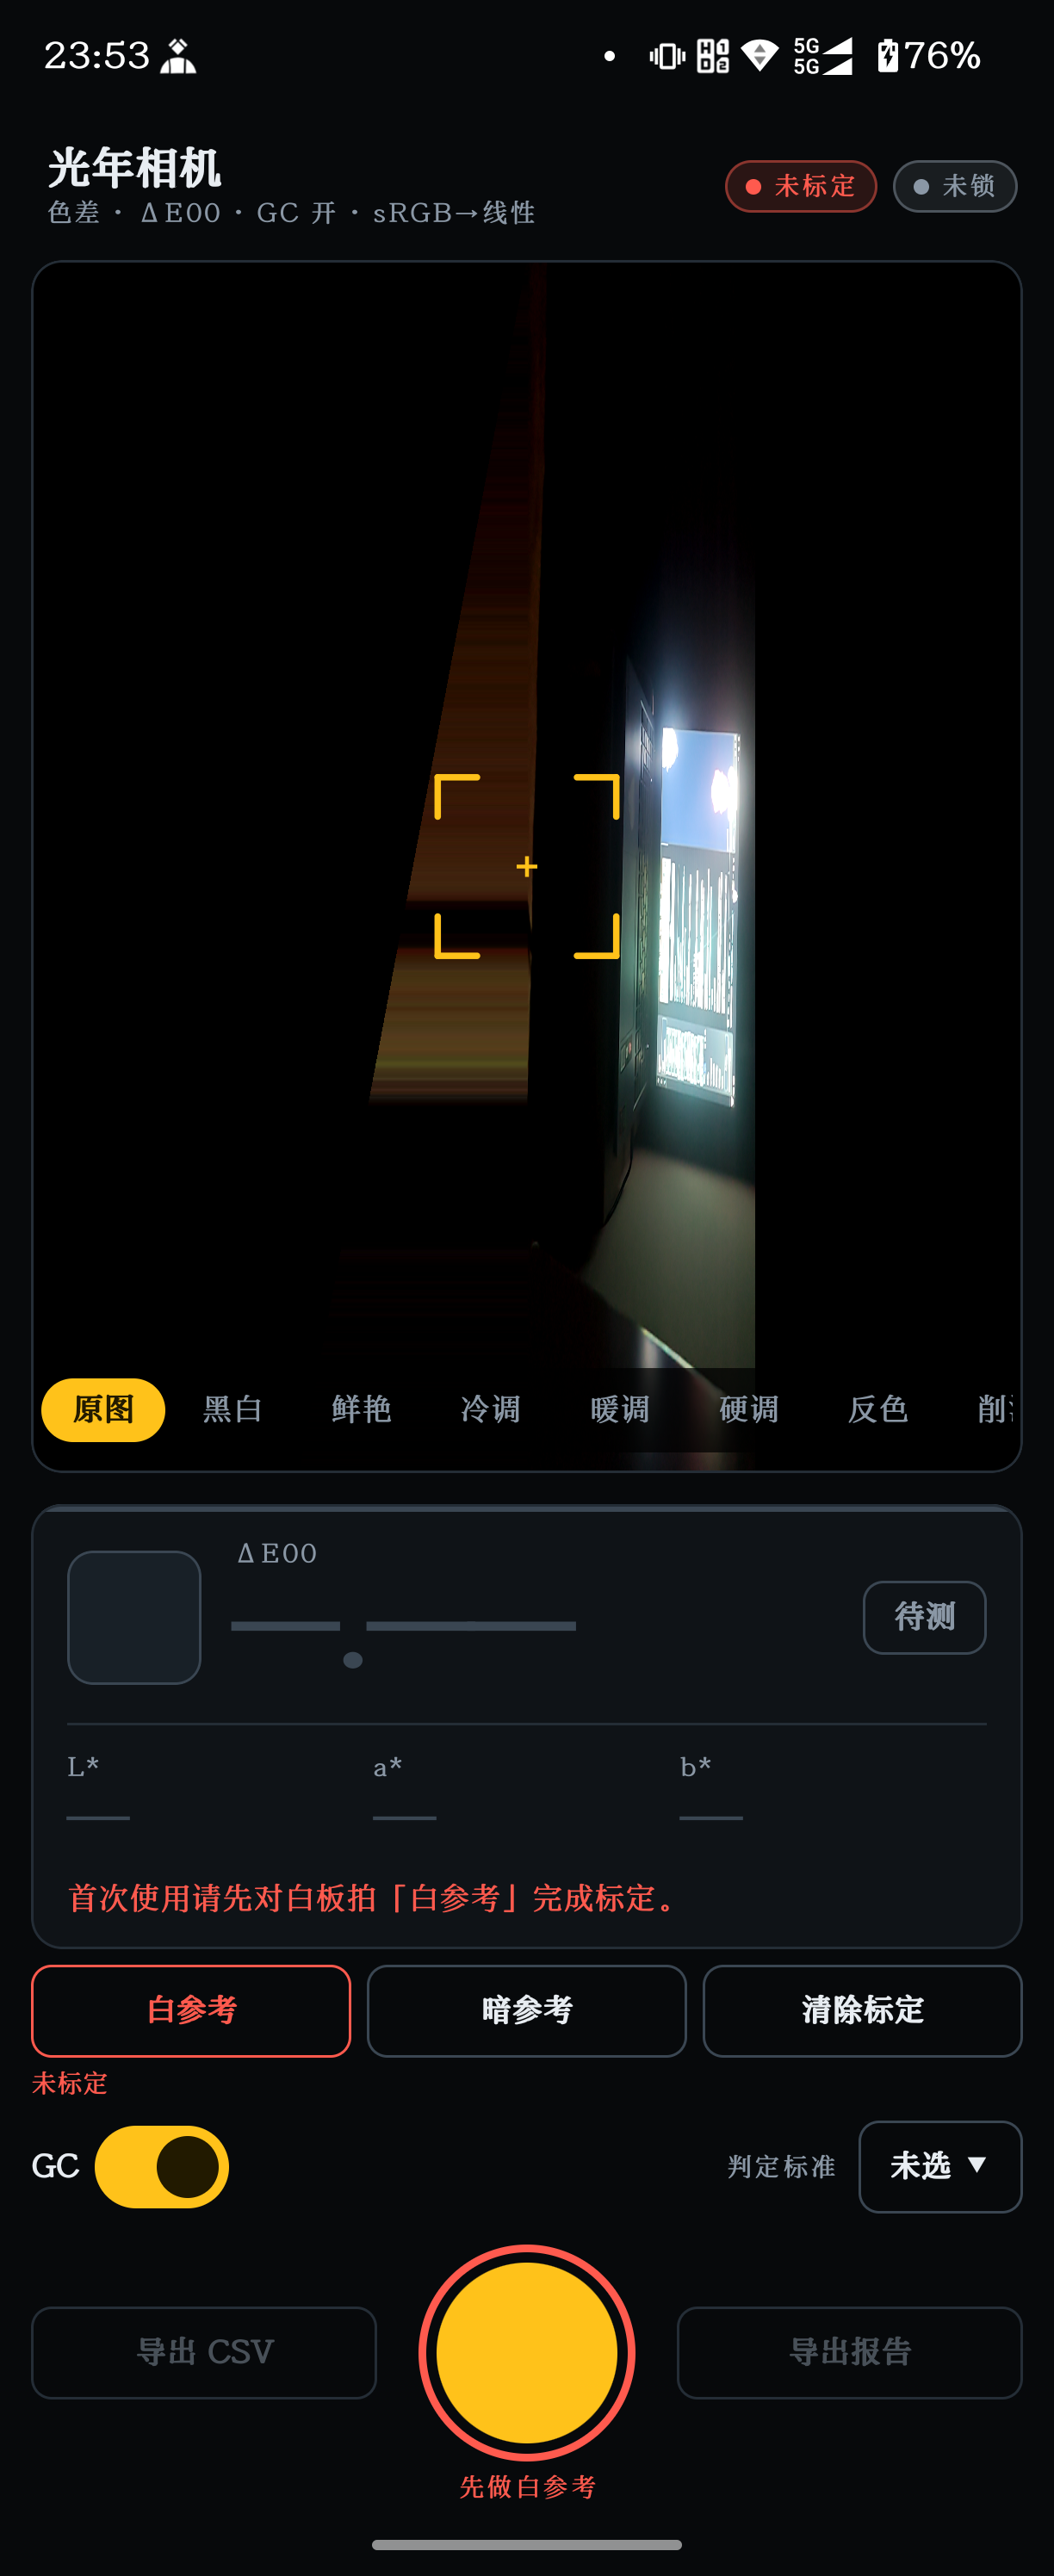 23:53
HD 1 2 5G 5G 76%
光年相机
色差 · ΔE00 · GC 开 · sRGB→线性
未标定
未锁
原图 黑白 鲜艳 冷调 暖调 硬调 反色 削
ΔE00
—.——
待测
L* a* b*
— — —
首次使用请先对白板拍「白参考」完成标定。
白参考 暗参考 清除标定
未标定
GC
判定标准 未选 ▼
导出 CSV
导出报告
先做白参考